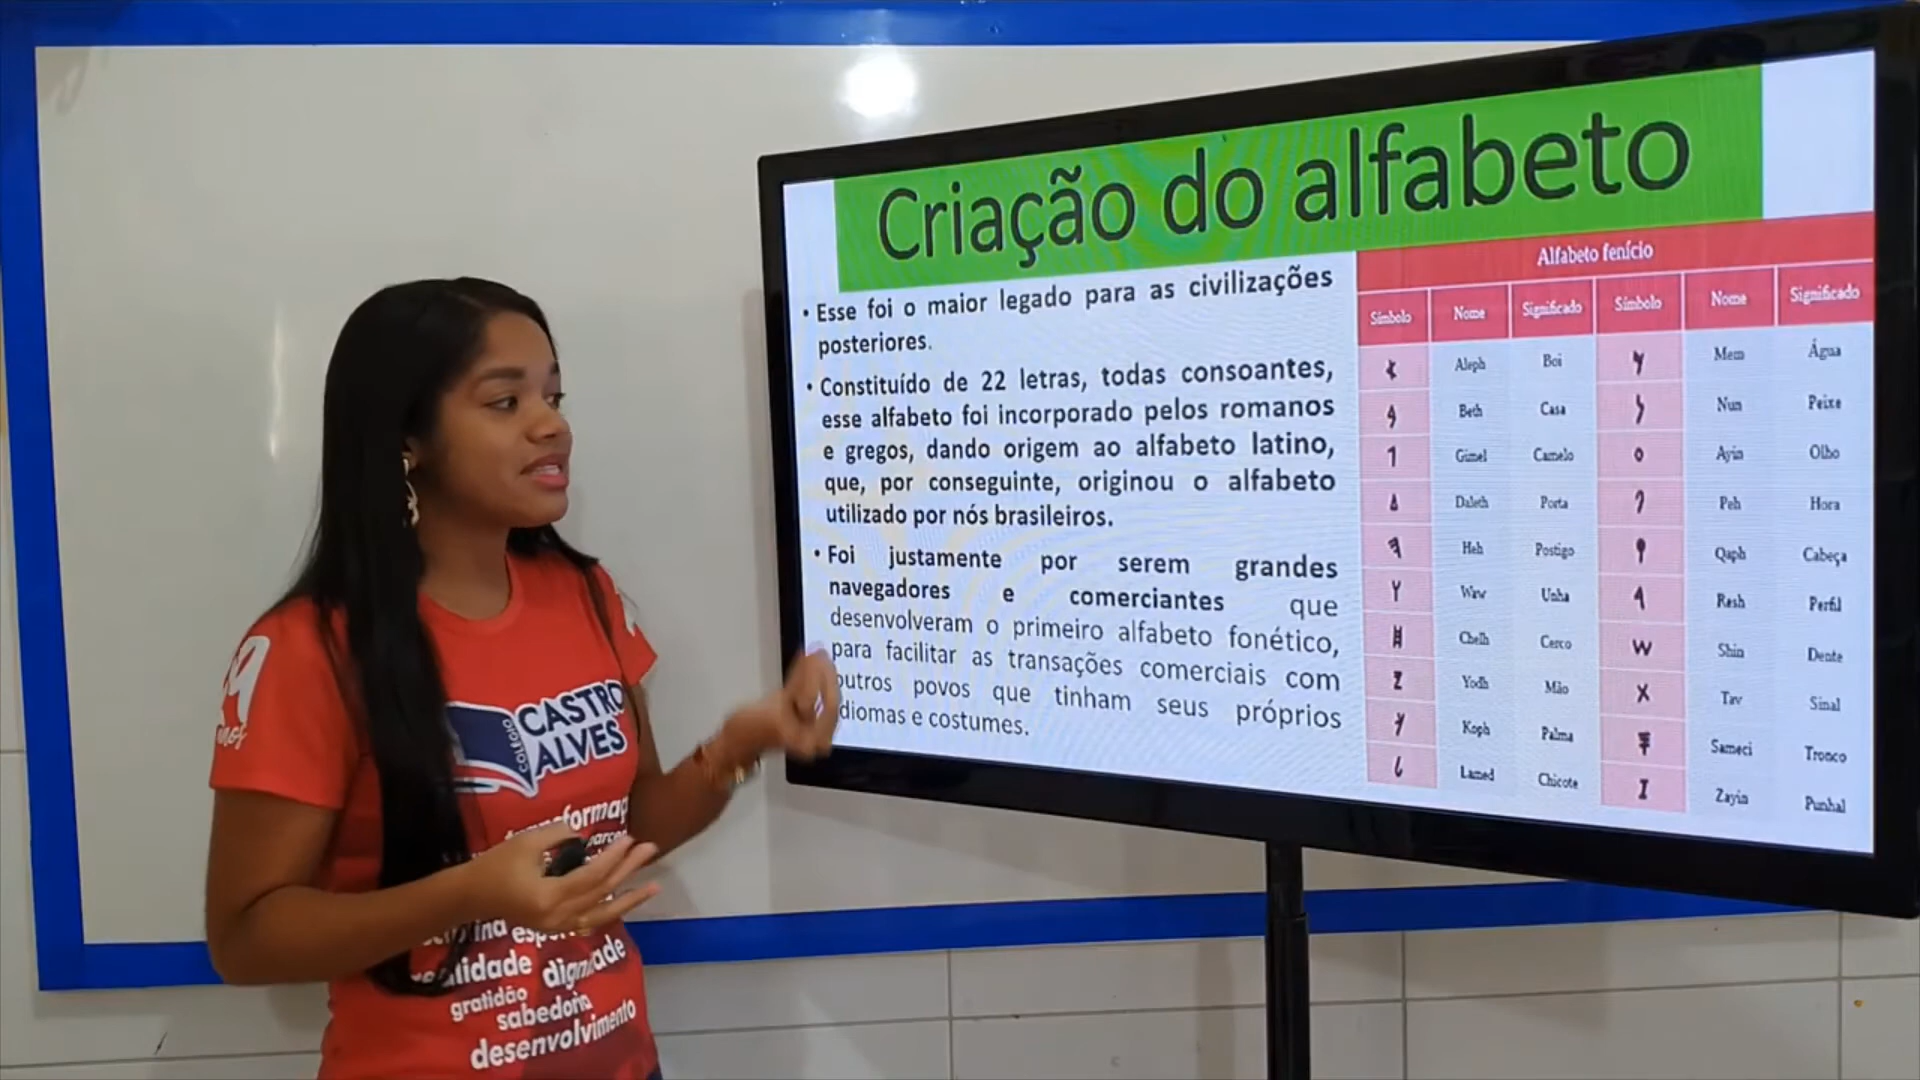 Criação do alfabeto
• Esse foi o maior legado para as civilizações
posteriores.
• Constituído de 22 letras, todas consoantes,
esse alfabeto foi incorporado pelos romanos
e gregos, dando origem ao alfabeto latino,
que, por conseguinte, originou o alfabeto
utilizado por nós brasileiros.
• Foi justamente por serem grandes
navegadores e comerciantes que
desenvolveram o primeiro alfabeto fonético,
para facilitar as transações comerciais com
outros povos que tinham seus próprios
idiomas e costumes.
Alfabeto fenício
Símbolo Nome Significado Símbolo Nome Significado
Aleph Boi Mem Água
Beth Casa Nun Peixe
Gimel Camelo Ayin Olho
Daleth Porta Peh Hora
Heh Postigo Qaph Cabeça
Waw Unha Resh Perfil
Cheth Cerco Shin Dente
Yodh Mão Tav Sinal
Koph Palma Sameci Tronco
Lamed Chicote Zayin Punhal
COLÉGIO
CASTRO
ALVES
dignidade
gratidão
sabedoria
desenvolvimento